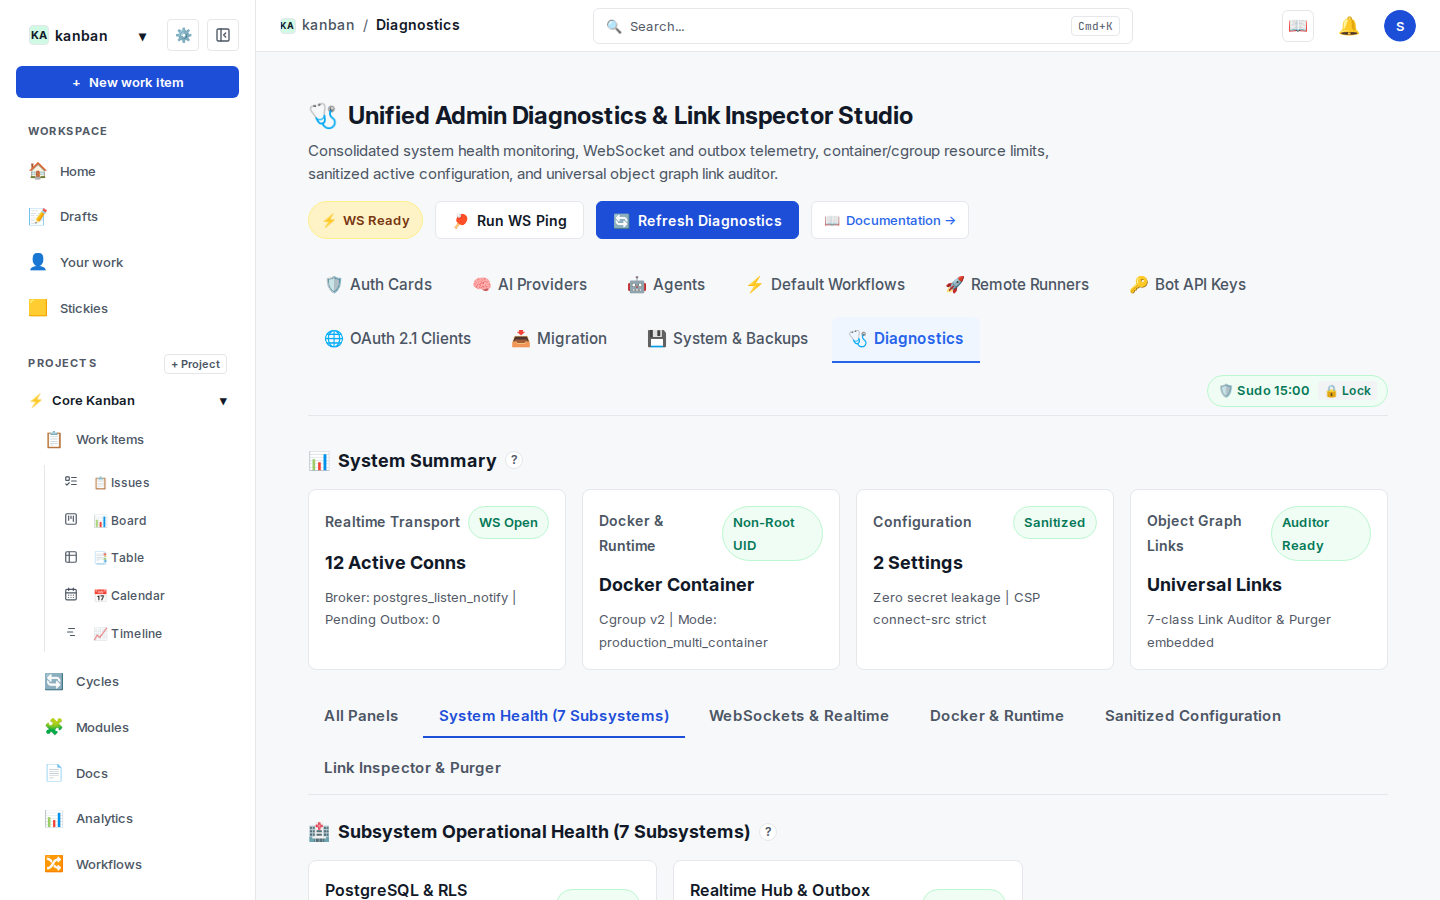 KA kanban ▾
+ New work item
WORKSPACE
Home
Drafts
Your work
Stickies
PROJECTS
+ Project
Core Kanban ▾
Work Items
Issues
Board
Table
Calendar
Timeline
Cycles
Modules
Docs
Analytics
Workflows
KA kanban / Diagnostics
Search...
Cmd+K
S
Unified Admin Diagnostics & Link Inspector Studio
Consolidated system health monitoring, WebSocket and outbox telemetry, container/cgroup resource limits,
sanitized active configuration, and universal object graph link auditor.
WS Ready
Run WS Ping
Refresh Diagnostics
Documentation →
Auth Cards
AI Providers
Agents
Default Workflows
Remote Runners
Bot API Keys
OAuth 2.1 Clients
Migration
System & Backups
Diagnostics
Sudo 15:00
Lock
System Summary ?
Realtime Transport
WS Open
12 Active Conns
Broker: postgres_listen_notify |
Pending Outbox: 0
Docker &
Runtime
Non-Root
UID
Docker Container
Cgroup v2 | Mode:
production_multi_container
Configuration
Sanitized
2 Settings
Zero secret leakage | CSP
connect-src strict
Object Graph
Links
Auditor
Ready
Universal Links
7-class Link Auditor & Purger
embedded
All Panels
System Health (7 Subsystems)
WebSockets & Realtime
Docker & Runtime
Sanitized Configuration
Link Inspector & Purger
Subsystem Operational Health (7 Subsystems) ?
PostgreSQL & RLS
Realtime Hub & Outbox